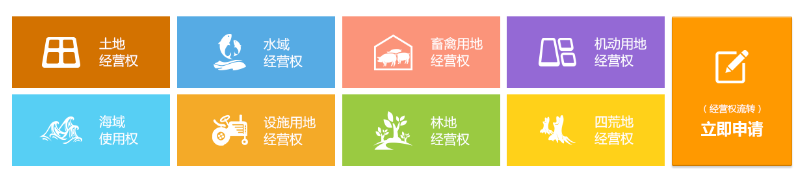 土地
经营权
水域
经营权
畜禽用地
经营权
机动用地
经营权
海域
使用权
设施用地
经营权
林地
经营权
四荒地
经营权
（经营权流转）
立即申请